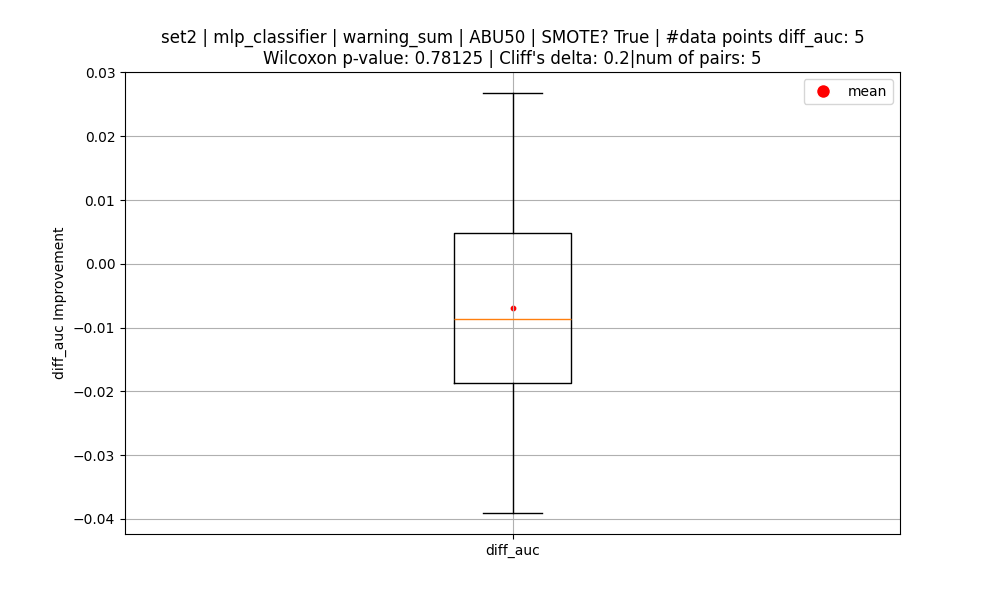 set2 | mlp_classifier | warning_sum | ABU50 | SMOTE? True | #data points diff_auc: 5
Wilcoxon p-value: 0.78125 | Cliff's delta: 0.2|num of pairs: 5
mean
0.03
0.02
0.01
0.00
−0.01
−0.02
−0.03
−0.04
diff_auc Improvement
diff_auc